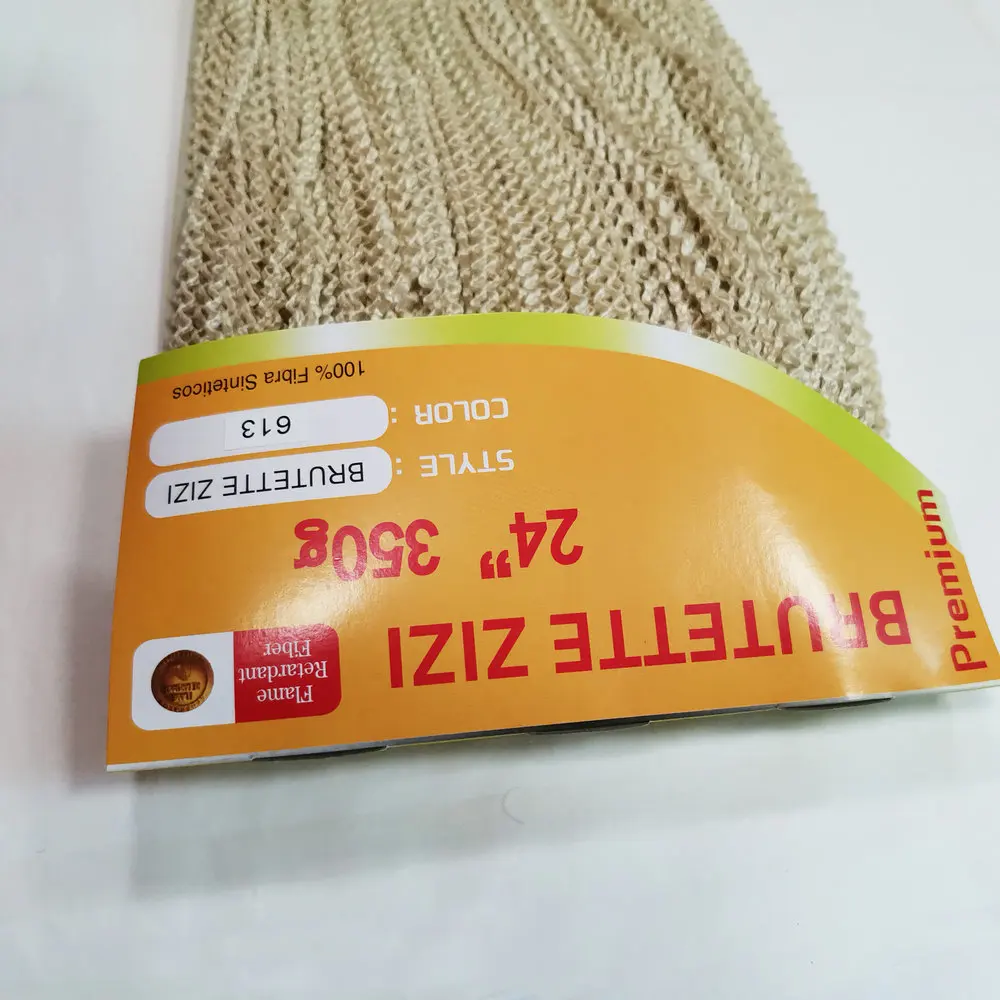 Premium
BRUTETTE ZIZI
24” 350g
Flame
Retardant
Fiber
STYLE : BRUTETTE ZIZI
COLOR : 613
100% Fibra Sinteticos